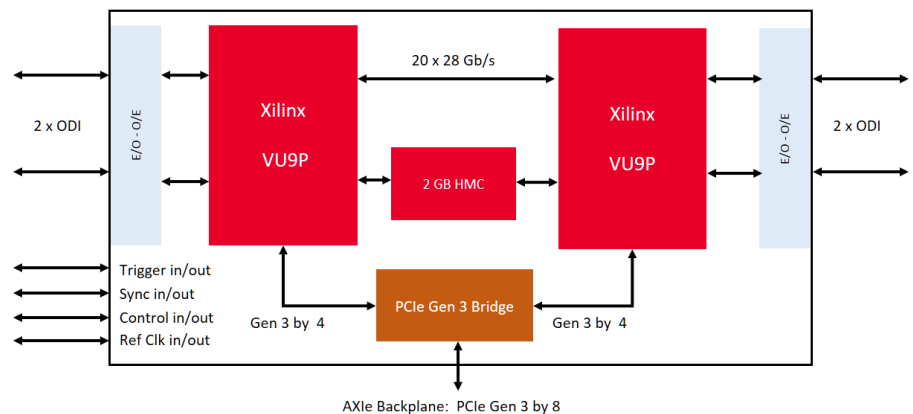 20 x 28 Gb/s
Xilinx
VU9P
Xilinx
VU9P
2 x ODI
E/O - O/E
E/O - O/E
2 x ODI
2 GB HMC
Trigger in/out
Sync in/out
Control in/out
Ref Clk in/out
PCIe Gen 3 Bridge
Gen 3 by 4
Gen 3 by 4
AXIe Backplane: PCIe Gen 3 by 8